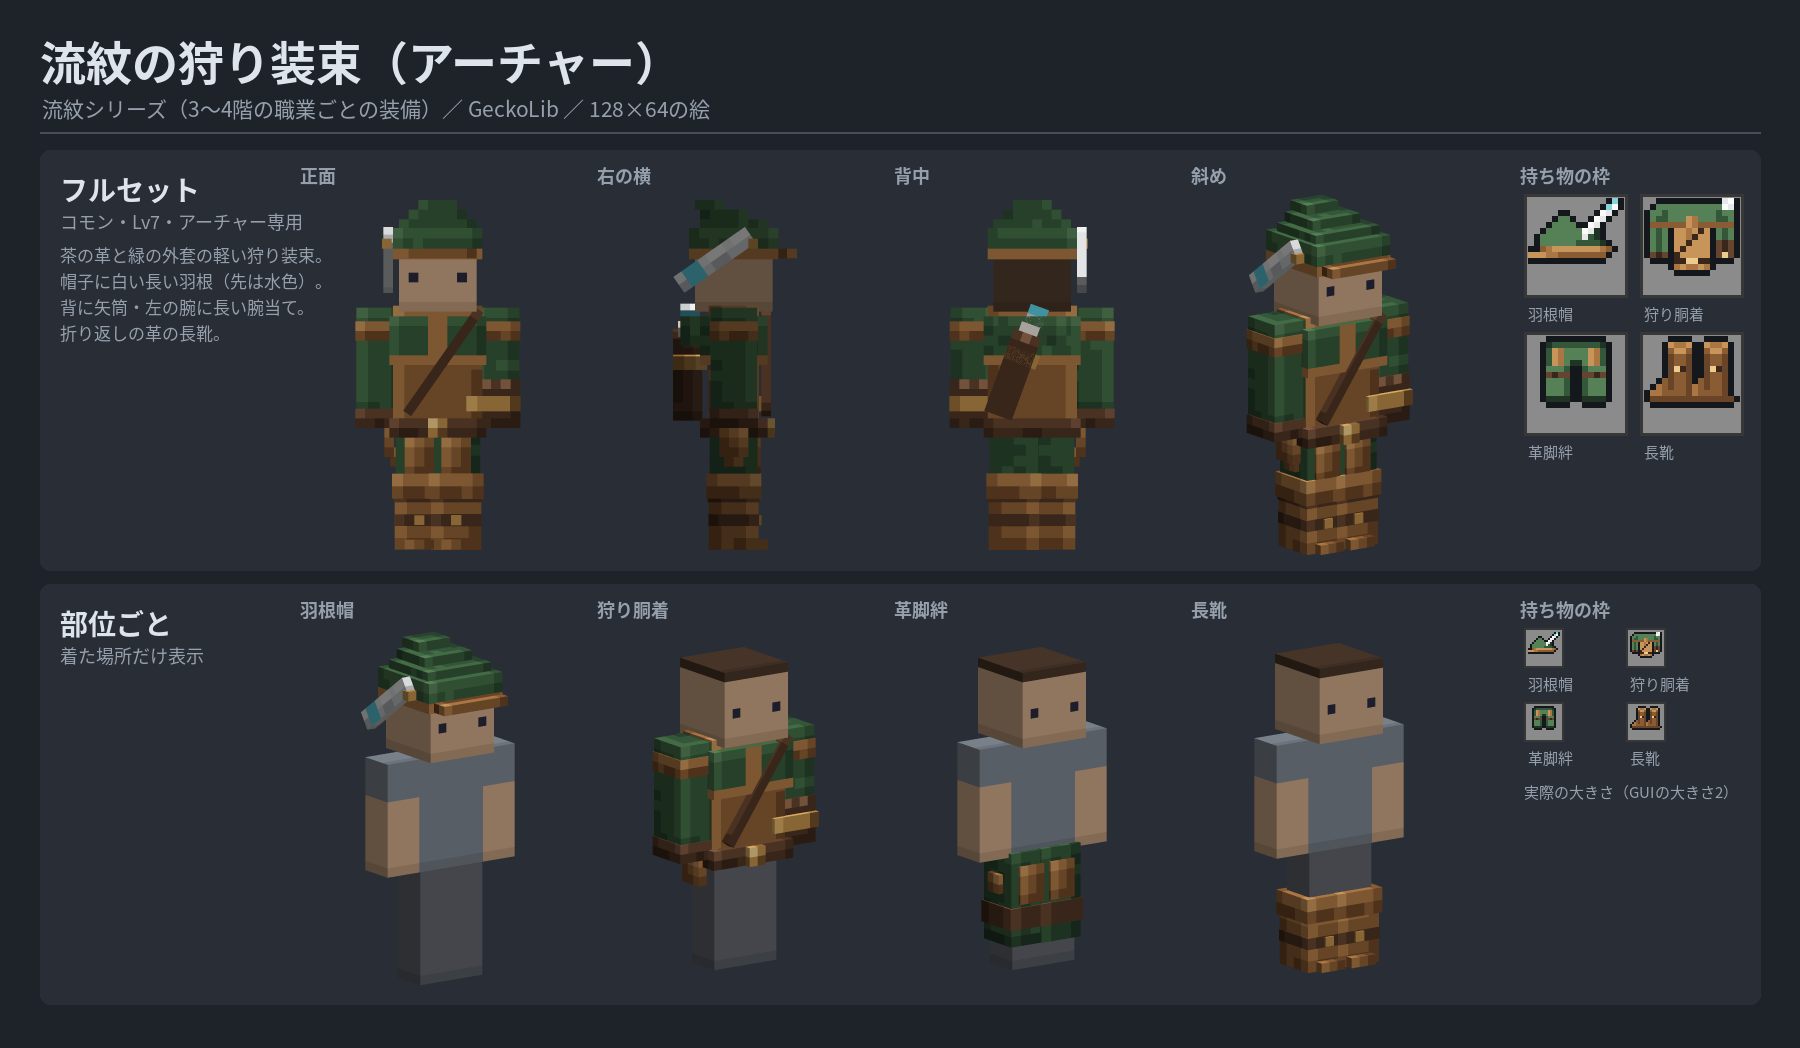 流紋の狩り装束（アーチャー）
流紋シリーズ（3〜4階の職業ごとの装備）／ GeckoLib ／ 128×64の絵
フルセット
コモン・Lv7・アーチャー専用
茶の革と緑の外套の軽い狩り装束。
帽子に白い長い羽根（先は水色）。
背に矢筒・左の腕に長い腕当て。
折り返しの革の長靴。
正面
右の横
背中
斜め
持ち物の枠
羽根帽
狩り胴着
革脚絆
長靴
部位ごと
着た場所だけ表示
羽根帽
狩り胴着
革脚絆
長靴
持ち物の枠
羽根帽
狩り胴着
革脚絆
長靴
実際の大きさ（GUIの大きさ2）